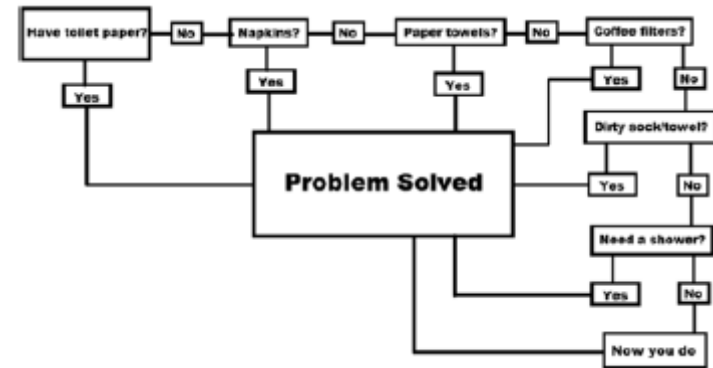 Have toilet paper?
No
Napkins?
No
Paper towels?
No
Coffee filters?
Yes
Yes
Yes
Yes
No
Dirty sock/towel?
Problem Solved
Yes
No
Need a shower?
Yes
No
Now you do